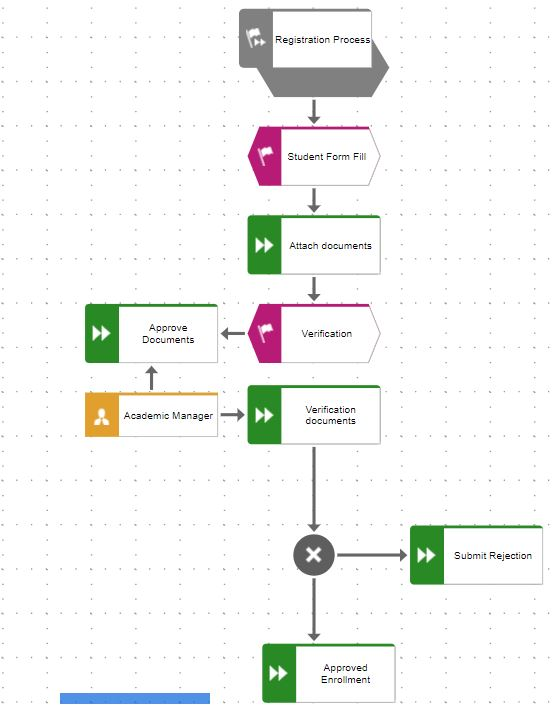 Registration Process
Student Form Fill
Attach documents
Approve
Documents
Verification
Academic Manager
Verification
documents
Submit Rejection
Approved
Enrollment